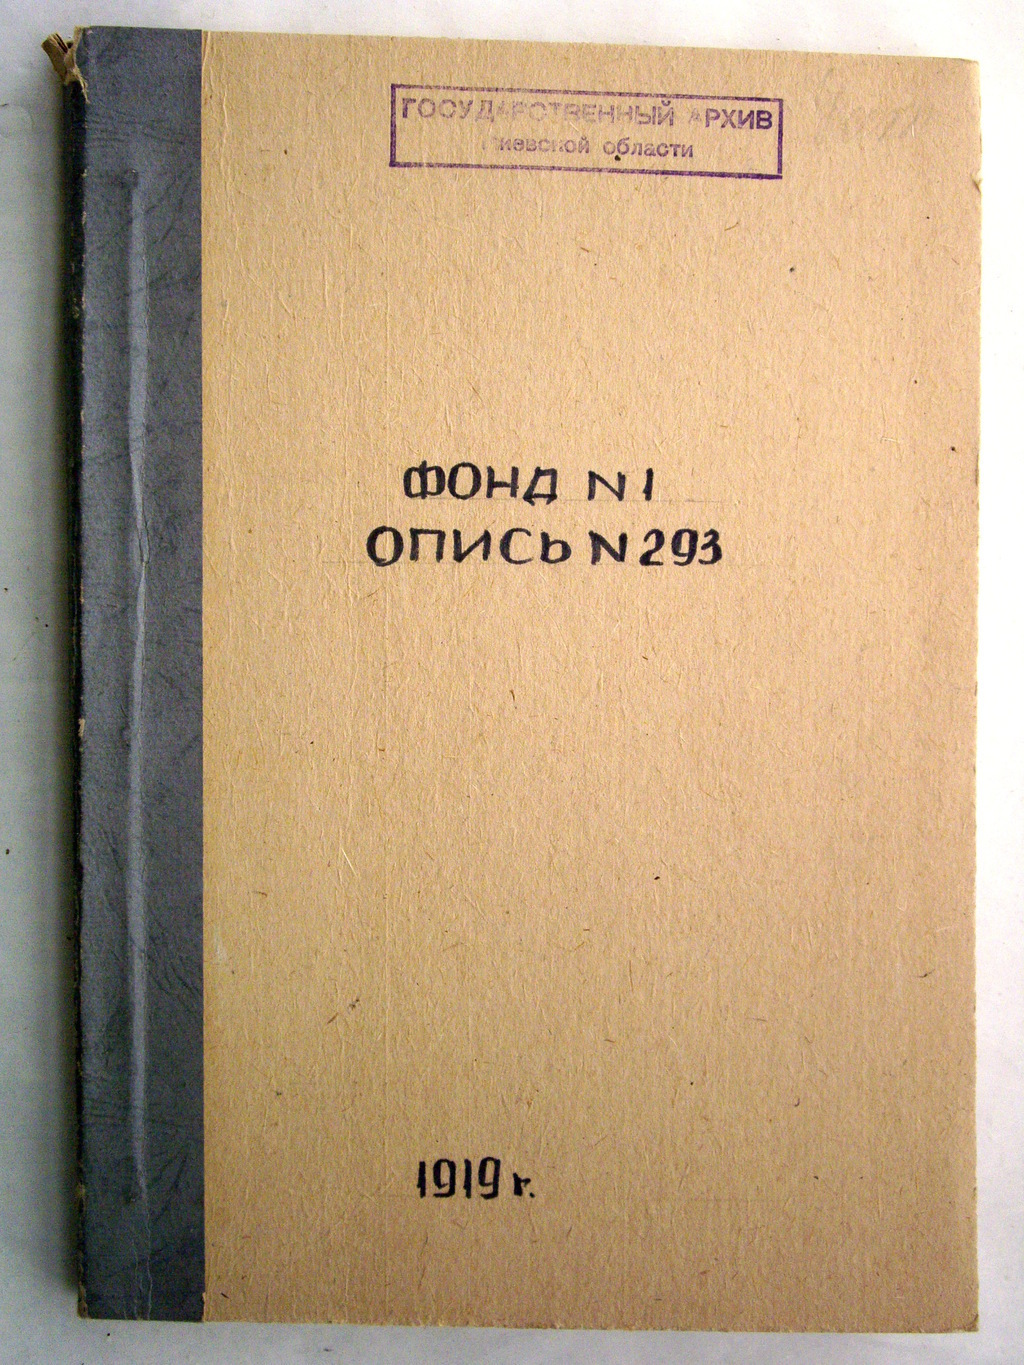 ГОСУДАРСТВЕННЫЙ АРХИВ
Киевской области
ФОНД N 1
ОПИСЬ N 293
1919 г.